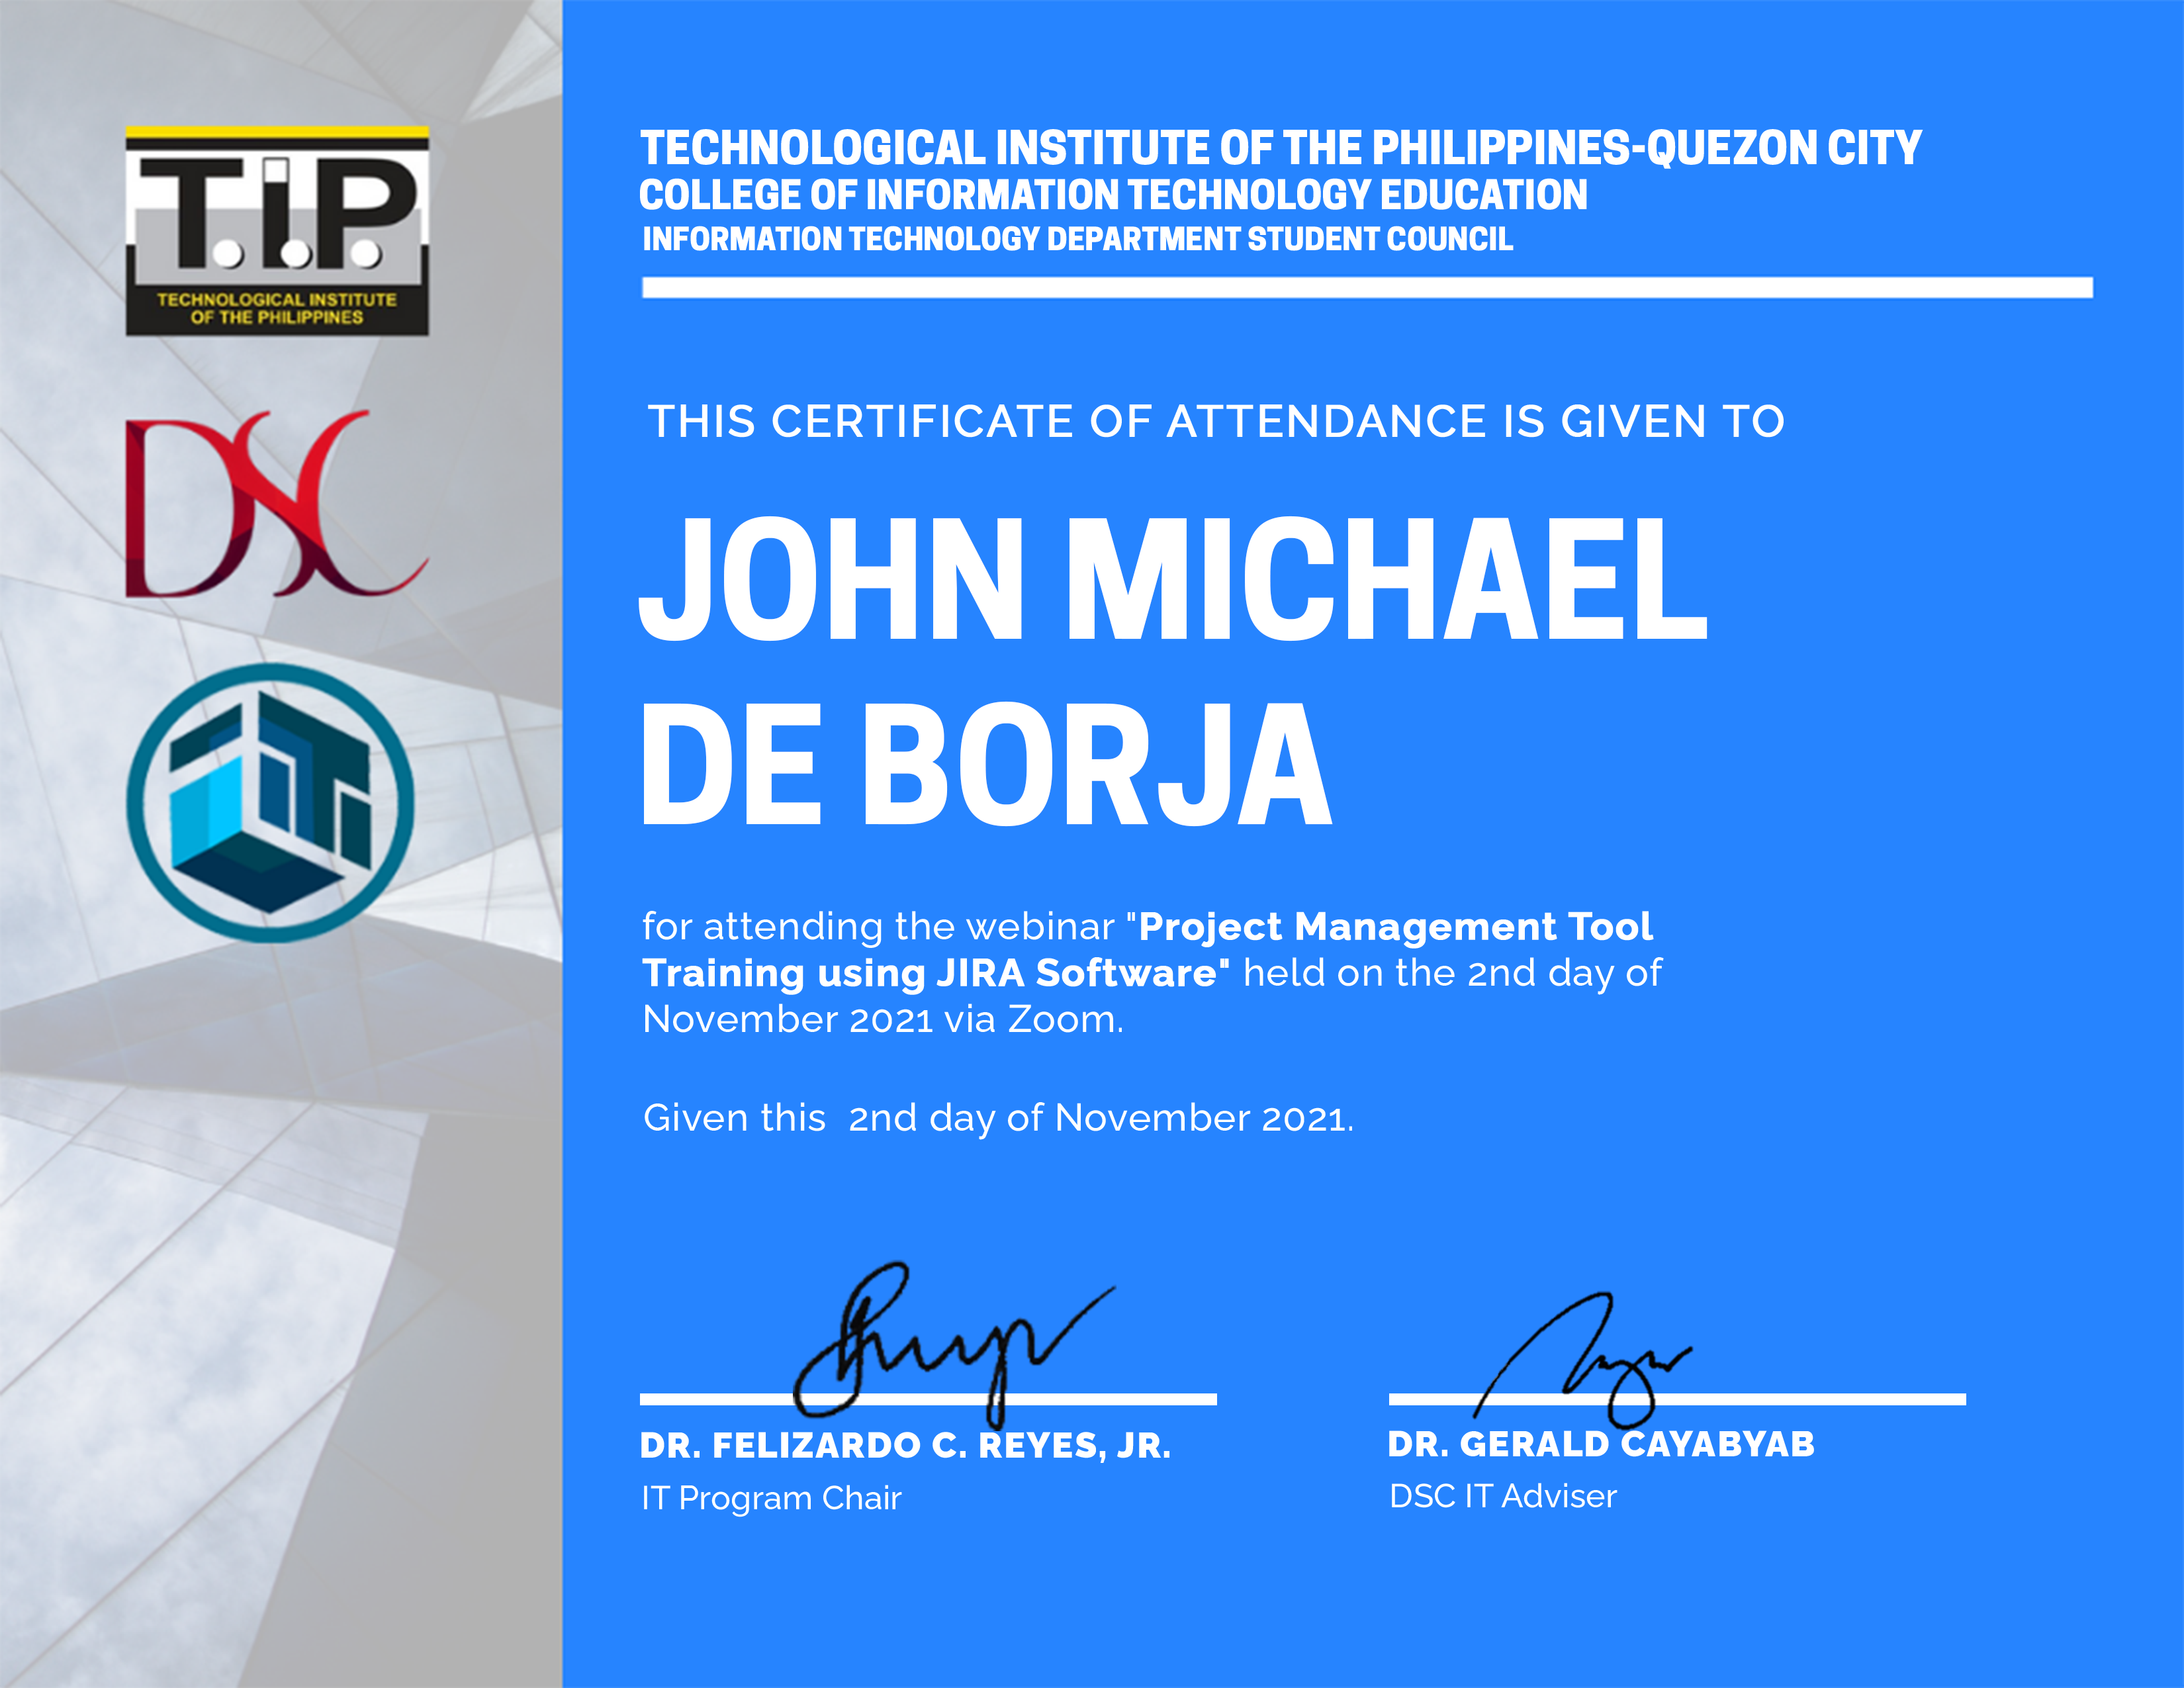 T.I.P.
TECHNOLOGICAL INSTITUTE
OF THE PHILIPPINES
DSC
TECHNOLOGICAL INSTITUTE OF THE PHILIPPINES-QUEZON CITY
COLLEGE OF INFORMATION TECHNOLOGY EDUCATION
INFORMATION TECHNOLOGY DEPARTMENT STUDENT COUNCIL
THIS CERTIFICATE OF ATTENDANCE IS GIVEN TO
JOHN MICHAEL
DE BORJA
for attending the webinar "Project Management Tool
Training using JIRA Software" held on the 2nd day of
November 2021 via Zoom.
Given this  2nd day of November 2021.
DR. FELIZARDO C. REYES, JR.
IT Program Chair
DR. GERALD CAYABYAB
DSC IT Adviser